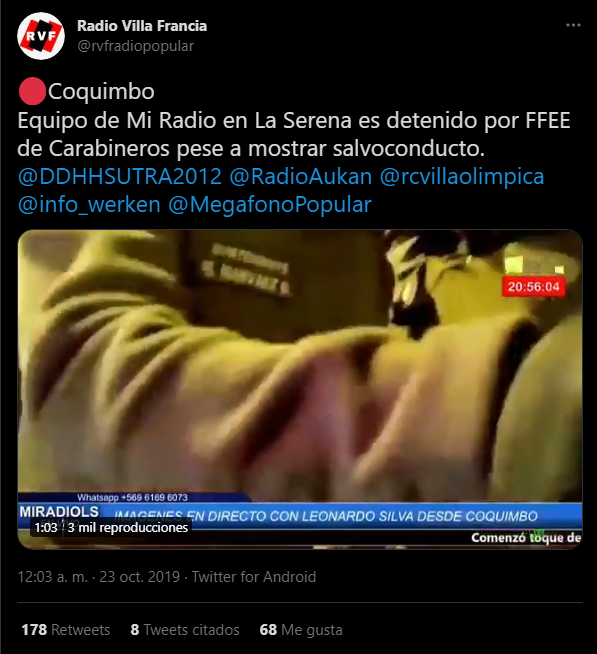 RVF
Radio Villa Francia
@rvfradiopopular
Coquimbo
Equipo de Mi Radio en La Serena es detenido por FFEE
de Carabineros pese a mostrar salvoconducto.
@DDHHSUTRA2012 @RadioAukan @rcvillaolimpica
@info_werken @MegafonoPopular
20:56:04
Whatsapp +569 6169 6073
MIRADIOLS
IMAGENES EN DIRECTO CON LEONARDO SILVA DESDE COQUIMBO
1:03
3 mil reproducciones
Comenzó toque de
12:03 a. m. · 23 oct. 2019 · Twitter for Android
178 Retweets 8 Tweets citados 68 Me gusta